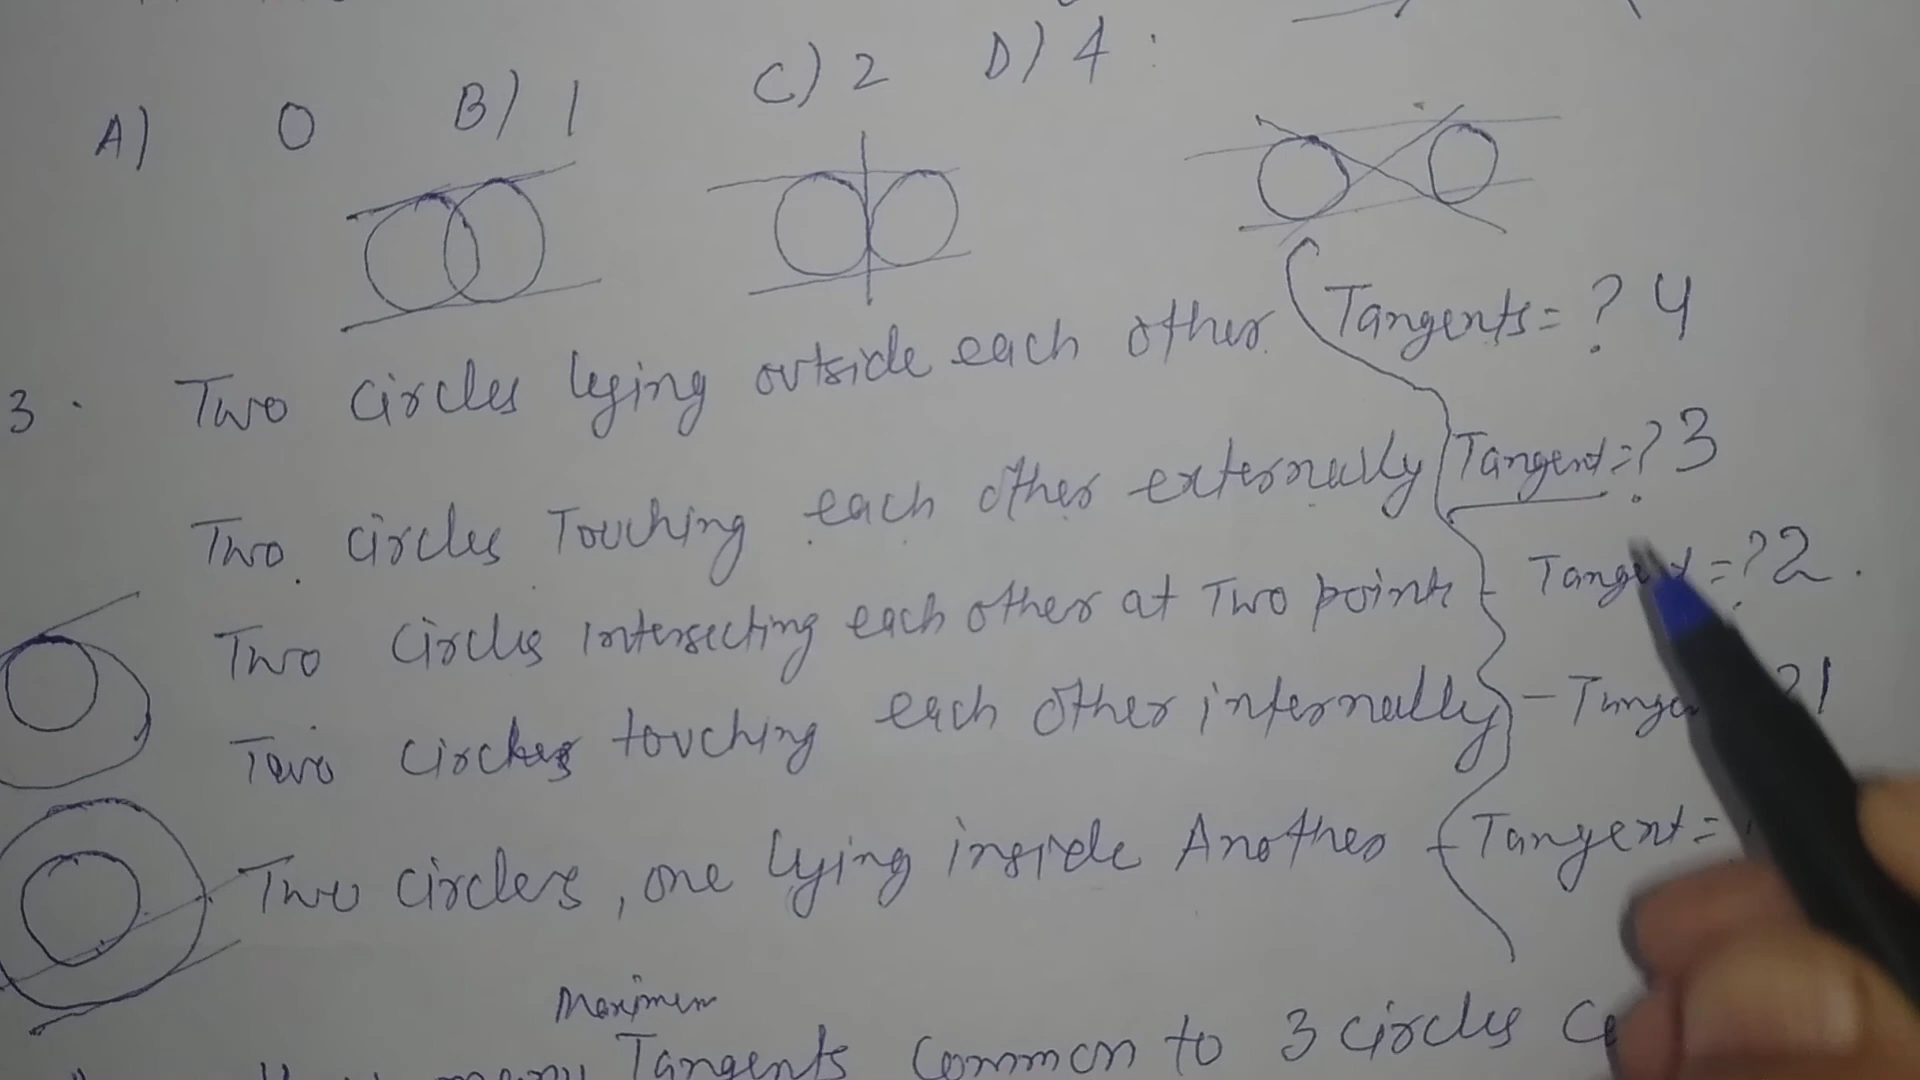 A) 0 B) 1 C) 2 D) 4
3. Two circles lying outside each other Tangents = ? 4
Two circles Touching each other externally Tangent = ? 3
Two circles intersecting each other at Two points - Tangent = ? 2
Two circles touching each other internally - Tange ? 1
Two circles, one lying inside Another - Tangent =
Maximum
many Tangents common to 3 circles